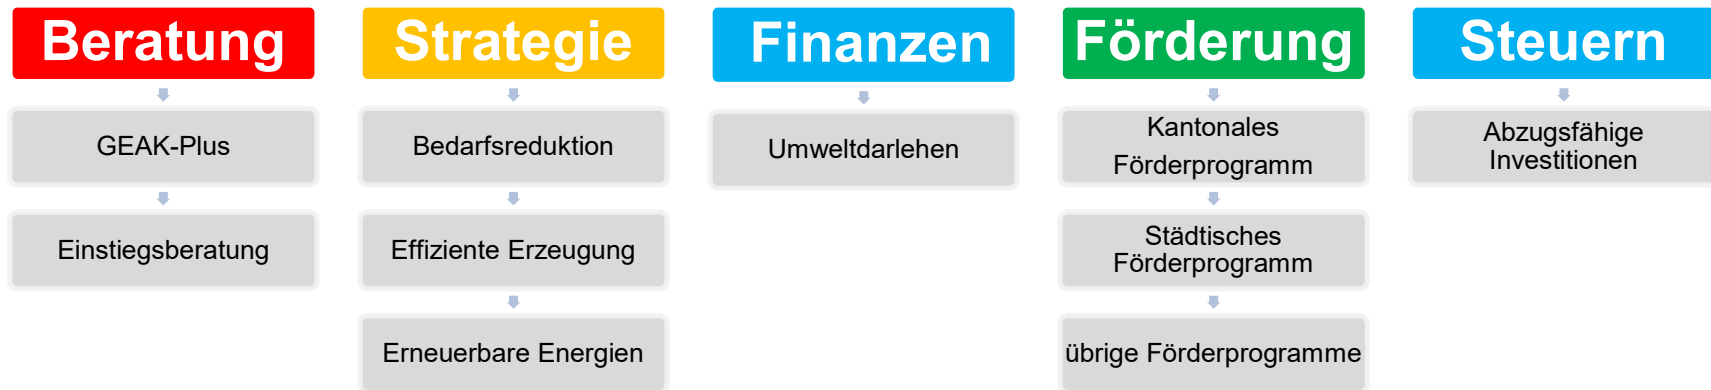 Beratung
GEAK-Plus
Einstiegsberatung
Strategie
Bedarfsreduktion
Effiziente Erzeugung
Erneuerbare Energien
Finanzen
Umweltdarlehen
Förderung
Kantonales
Förderprogramm
Städtisches
Förderprogramm
übrige Förderprogramme
Steuern
Abzugsfähige
Investitionen